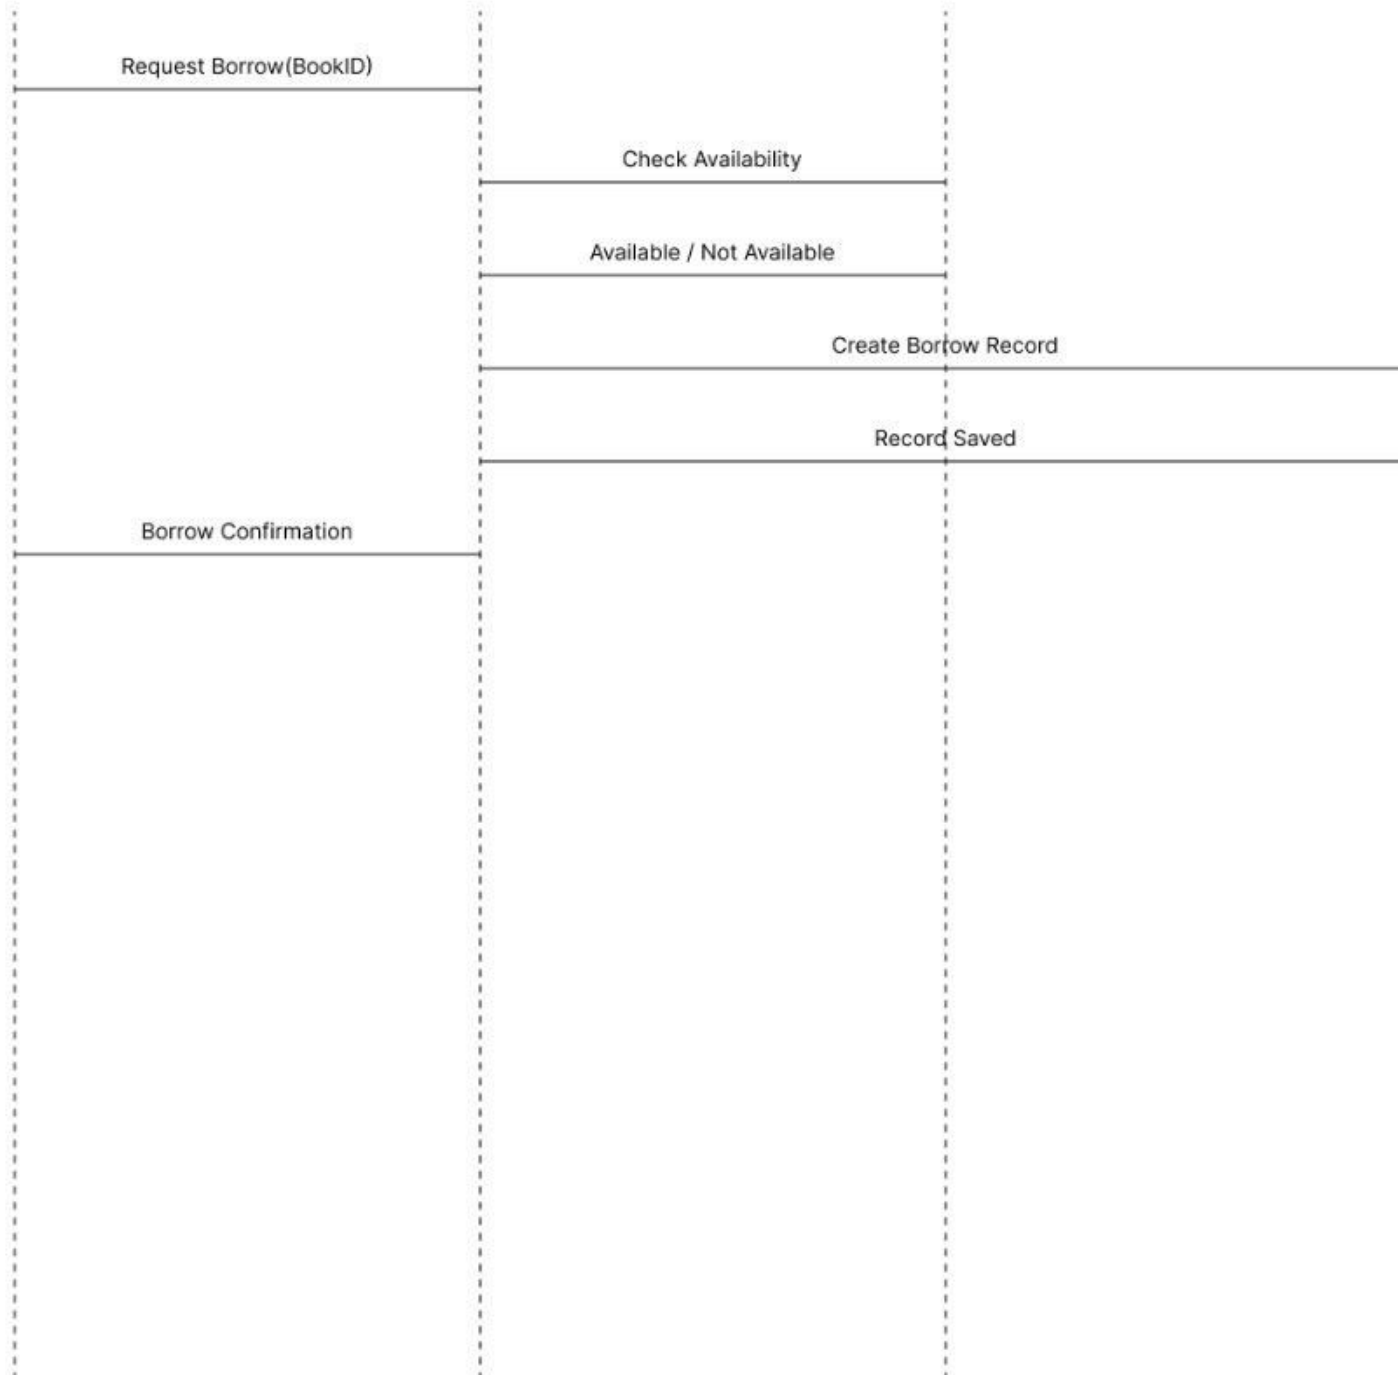 Request Borrow(BookID)
Check Availability
Available / Not Available
Create Borrow Record
Record Saved
Borrow Confirmation